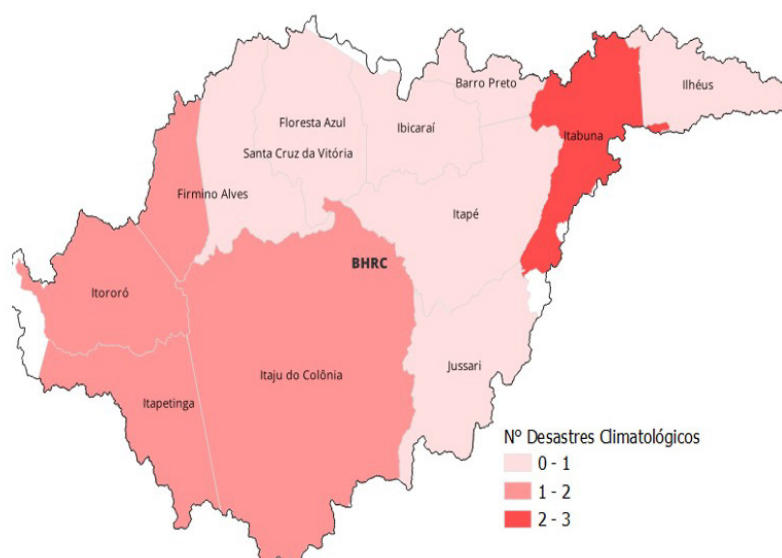 Barro Preto
Ilhéus
Floresta Azul
Ibicaraí
Itabuna
Santa Cruz da Vitória
Firmino Alves
Itapé
BHRC
Itororó
Jussari
Itaju do Colônia
Itapetinga
N° Desastres Climatológicos
0 - 1
1 - 2
2 - 3